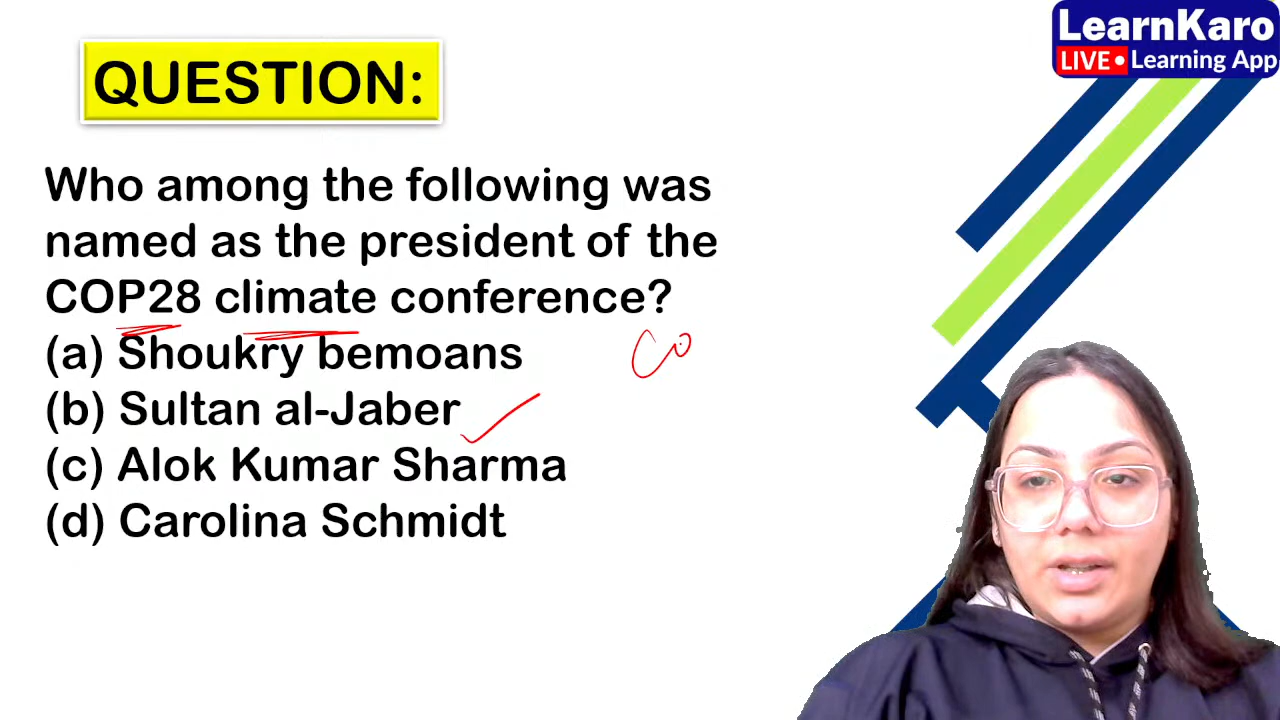 LearnKaro
LIVE • Learning App
QUESTION:
Who among the following was
named as the president of the
COP28 climate conference?
(a) Shoukry bemoans
Co
(b) Sultan al-Jaber
(c) Alok Kumar Sharma
(d) Carolina Schmidt